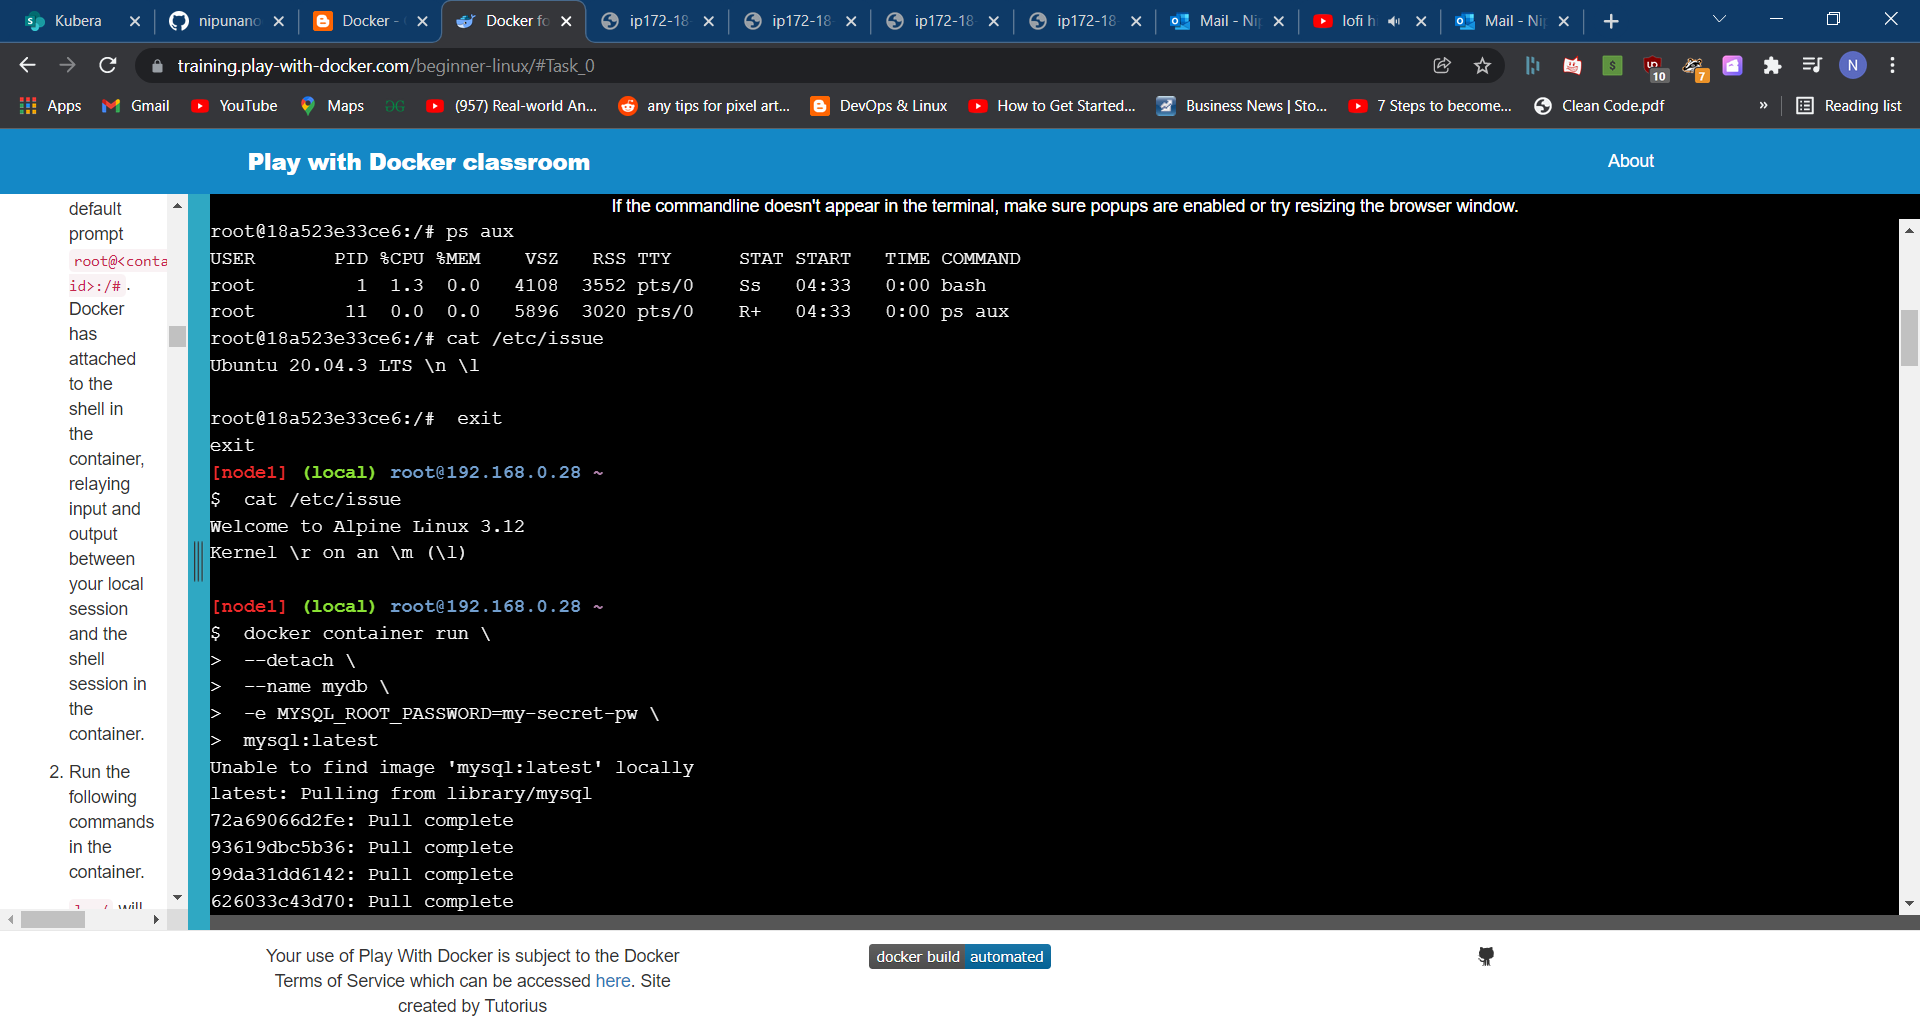 Kubera
nipunano
Docker -
Docker fo
ip172-18
ip172-18
ip172-18
ip172-18
Mail - Nip
lofi hi
Mail - Nip
training.play-with-docker.com/beginner-linux/#Task_0
10
7
N
Apps
Gmail
YouTube
Maps
(957) Real-world An...
any tips for pixel art...
DevOps & Linux
How to Get Started...
Business News | Sto...
7 Steps to become...
Clean Code.pdf
»
Reading list
Play with Docker classroom
About
default
prompt
root@<conta
id>:/# .
Docker
has
attached
to the
shell in
the
container,
relaying
input and
output
between
your local
session
and the
shell
session in
the
container.
2. Run the
following
commands
in the
container.
will
If the commandline doesn't appear in the terminal, make sure popups are enabled or try resizing the browser window.
root@18a523e33ce6:/# ps aux
USER PID %CPU %MEM VSZ RSS TTY STAT START TIME COMMAND
root 1 1.3 0.0 4108 3552 pts/0 Ss 04:33 0:00 bash
root 11 0.0 0.0 5896 3020 pts/0 R+ 04:33 0:00 ps aux
root@18a523e33ce6:/# cat /etc/issue
Ubuntu 20.04.3 LTS \n \l
root@18a523e33ce6:/# exit
exit
[node1] (local) root@192.168.0.28 ~
$ cat /etc/issue
Welcome to Alpine Linux 3.12
Kernel \r on an \m (\l)
[node1] (local) root@192.168.0.28 ~
$ docker container run \
> --detach \
> --name mydb \
> -e MYSQL_ROOT_PASSWORD=my-secret-pw \
> mysql:latest
Unable to find image 'mysql:latest' locally
latest: Pulling from library/mysql
72a69066d2fe: Pull complete
93619dbc5b36: Pull complete
99da31dd6142: Pull complete
626033c43d70: Pull complete
Your use of Play With Docker is subject to the Docker
Terms of Service which can be accessed here. Site
created by Tutorius
docker build automated